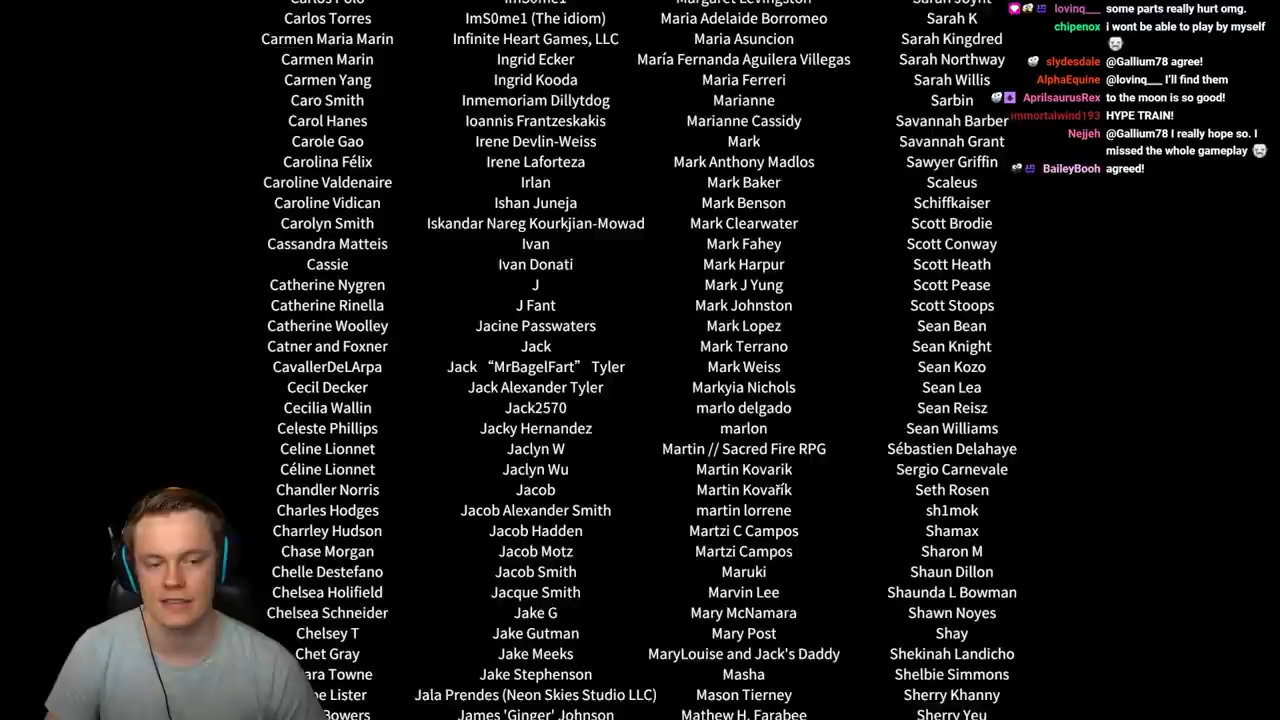 Carlos Torres
Carmen Maria Marin
Carmen Marin
Carmen Yang
Caro Smith
Carol Hanes
Carole Gao
Carolina Félix
Caroline Valdenaire
Caroline Vidican
Carolyn Smith
Cassandra Matteis
Cassie
Catherine Nygren
Catherine Rinella
Catherine Woolley
Catner and Foxner
CavallerDeLArpa
Cecil Decker
Cecilia Wallin
Celeste Phillips
Celine Lionnet
Céline Lionnet
Chandler Norris
Charles Hodges
Charrley Hudson
Chase Morgan
Chelle Destefano
Chelsea Holifield
Chelsea Schneider
Chelsey T
Chet Gray
Towne
Lister
Bowers
ImS0me1
ImS0me1 (The idiom)
Infinite Heart Games, LLC
Ingrid Ecker
Ingrid Kooda
Inmemoriam Dillytdog
Ioannis Frantzeskakis
Irene Devlin-Weiss
Irene Laforteza
Irlan
Ishan Juneja
Iskandar Nareg Kourkjian-Mowad
Ivan
Ivan Donati
J
J Fant
Jacine Passwaters
Jack
Jack “MrBagelFart” Tyler
Jack Alexander Tyler
Jack2570
Jacky Hernandez
Jaclyn W
Jaclyn Wu
Jacob
Jacob Alexander Smith
Jacob Hadden
Jacob Motz
Jacob Smith
Jacque Smith
Jake G
Jake Gutman
Jake Meeks
Jake Stephenson
Jala Prendes (Neon Skies Studio LLC)
James 'Ginger' Johnson
Margaret Levingston
Maria Adelaide Borromeo
Maria Asuncion
María Fernanda Aguilera Villegas
Maria Ferreri
Marianne
Marianne Cassidy
Mark
Mark Anthony Madlos
Mark Baker
Mark Benson
Mark Clearwater
Mark Fahey
Mark Harpur
Mark J Yung
Mark Johnston
Mark Lopez
Mark Terrano
Mark Weiss
Markyia Nichols
marlo delgado
marlon
Martin // Sacred Fire RPG
Martin Kovarik
Martin Kovařík
martin lorrene
Martzi C Campos
Martzi Campos
Maruki
Marvin Lee
Mary McNamara
Mary Post
MaryLouise and Jack's Daddy
Masha
Mason Tierney
Mathew H. Farabee
Sarah K
Sarah Kingdred
Sarah Northway
Sarah Willis
Sarbin
Savannah Barber
Savannah Grant
Sawyer Griffin
Scaleus
Schiffkaiser
Scott Brodie
Scott Conway
Scott Heath
Scott Pease
Scott Stoops
Sean Bean
Sean Knight
Sean Kozo
Sean Lea
Sean Reisz
Sean Williams
Sébastien Delahaye
Sergio Carnevale
Seth Rosen
sh1mok
Shamax
Sharon M
Shaun Dillon
Shaunda L Bowman
Shawn Noyes
Shay
Shekinah Landicho
Shelbie Simmons
Sherry Khanny
Sherry Yeu
lovinq___ some parts really hurt omg.
chipenox i wont be able to play by myself
slydesdale @Gallium78 agree!
AlphaEquine @lovinq___ I'll find them
AprilsaurusRex to the moon is so good!
immortalwind193 HYPE TRAIN!
Nejjeh @Gallium78 I really hope so. I
missed the whole gameplay
BaileyBooh agreed!